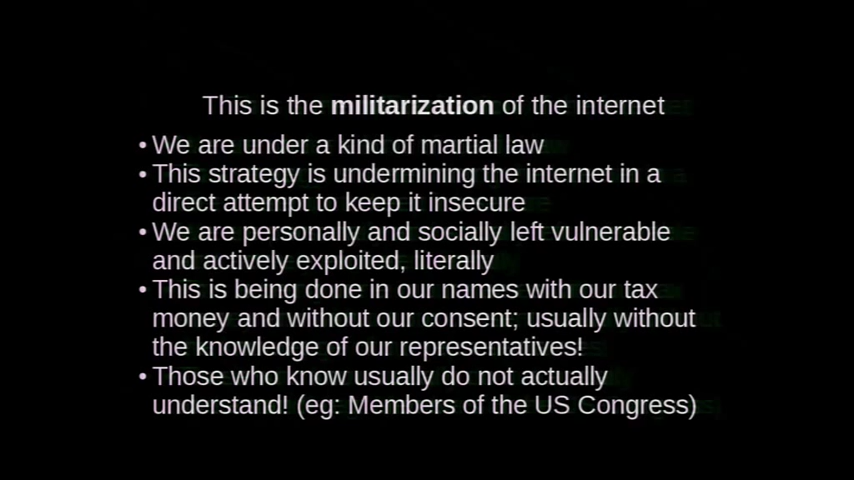 This is the militarization of the internet
• We are under a kind of martial law
• This strategy is undermining the internet in a
direct attempt to keep it insecure
• We are personally and socially left vulnerable
and actively exploited, literally
• This is being done in our names with our tax
money and without our consent; usually without
the knowledge of our representatives!
• Those who know usually do not actually
understand! (eg: Members of the US Congress)